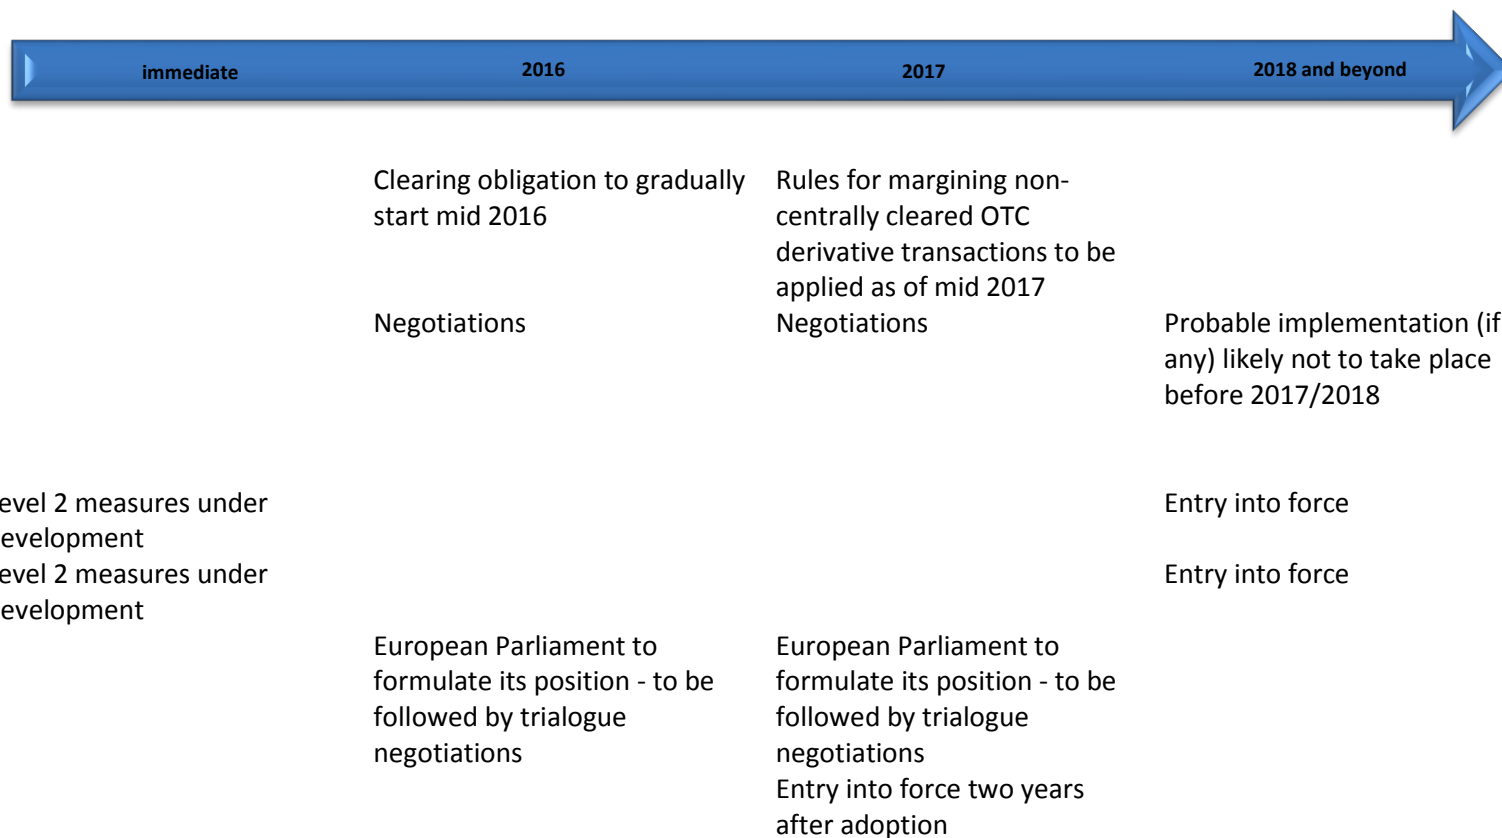 immediate
2016
2017
2018 and beyond
Clearing obligation to gradually
start mid 2016
Rules for margining non-
centrally cleared OTC
derivative transactions to be
applied as of mid 2017
Negotiations
Negotiations
Probable implementation (if
any) likely not to take place
before 2017/2018
evel 2 measures under
evelopment
Entry into force
evel 2 measures under
evelopment
Entry into force
European Parliament to
formulate its position - to be
followed by trialogue
negotiations
European Parliament to
formulate its position - to be
followed by trialogue
negotiations
Entry into force two years
after adoption